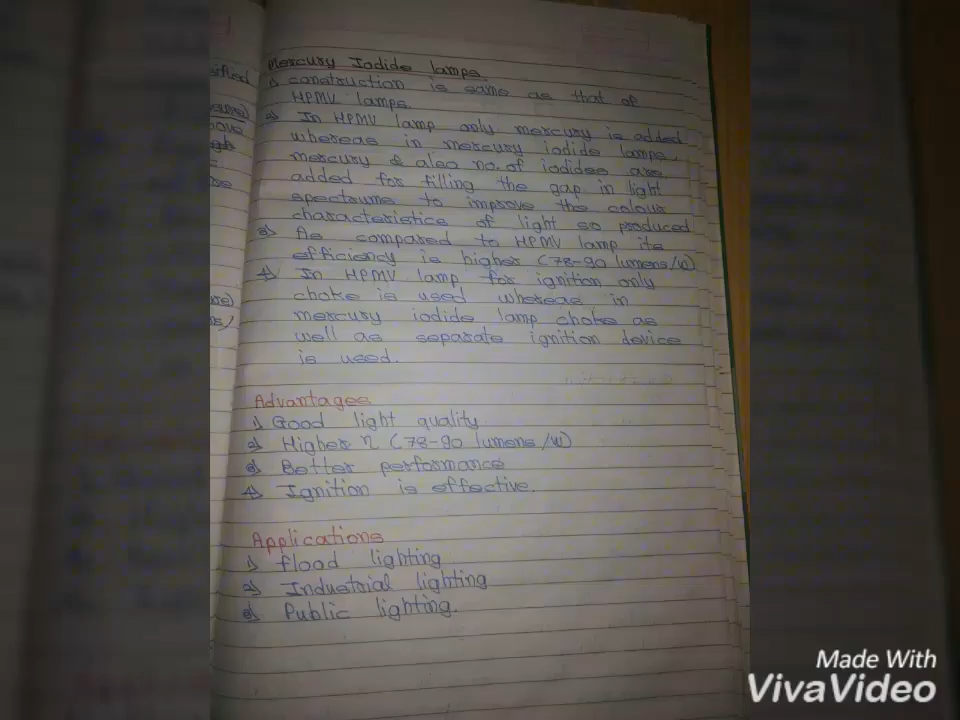 Mercury Iodide lamps
1) construction is same as that of
HPMV lamps
2) In HPMV lamp only mercury is added
whereas in mercury iodide lamps,
mercury & also no. of iodides are
added for filling the gap in light
spectrums to improve the colour
characteristics of light so produced
3) As compared to HPMV lamp its
efficiency is higher (78-90 lumens/W)
4) In HPMV lamp for ignition only
choke is used whereas in
mercury iodide lamp choke as
well as separate ignition device
is used.
Advantages
1) Good light quality
2) Higher η (78-90 lumens/W)
3) Better performance
4) Ignition is effective.
Applications
1) flood lighting
2) Industrial lighting
3) Public lighting.
Made With
VivaVideo